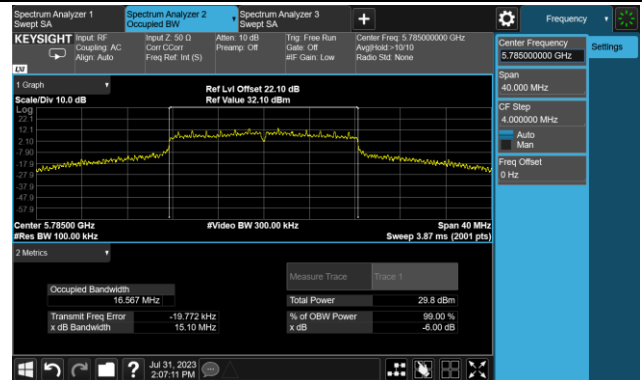 Spectrum Analyzer 1
Swept SA
Spectrum Analyzer 2
Occupied BW
Spectrum Analyzer 3
Swept SA
+
Frequency
KEYSIGHT
Input: RF
Coupling: AC
Align: Auto
Input Z: 50 Ω
Corr CCorr
Freq Ref: Int (S)
Atten: 10 dB
Preamp: Off
Trig: Free Run
Gate: Off
#IF Gain: Low
Center Freq: 5.785000000 GHz
Avg|Hold:>10/10
Radio Std: None
LXI
Center Frequency
5.785000000 GHz
Settings
Span
40.000 MHz
CF Step
4.000000 MHz
Auto
Man
Freq Offset
0 Hz
1 Graph
Scale/Div 10.0 dB
Ref Lvl Offset 22.10 dB
Ref Value 32.10 dBm
Log
22.1
12.1
2.10
-7.90
-17.9
-27.9
-37.9
-47.9
-57.9
Center 5.78500 GHz
#Res BW 100.00 kHz
#Video BW 300.00 kHz
Span 40 MHz
Sweep 3.87 ms (2001 pts)
2 Metrics
Measure Trace
Trace 1
Occupied Bandwidth
16.567 MHz
Total Power
29.8 dBm
Transmit Freq Error
-19.772 kHz
% of OBW Power
99.00 %
x dB Bandwidth
15.10 MHz
x dB
-6.00 dB
?
Jul 31, 2023
2:07:11 PM